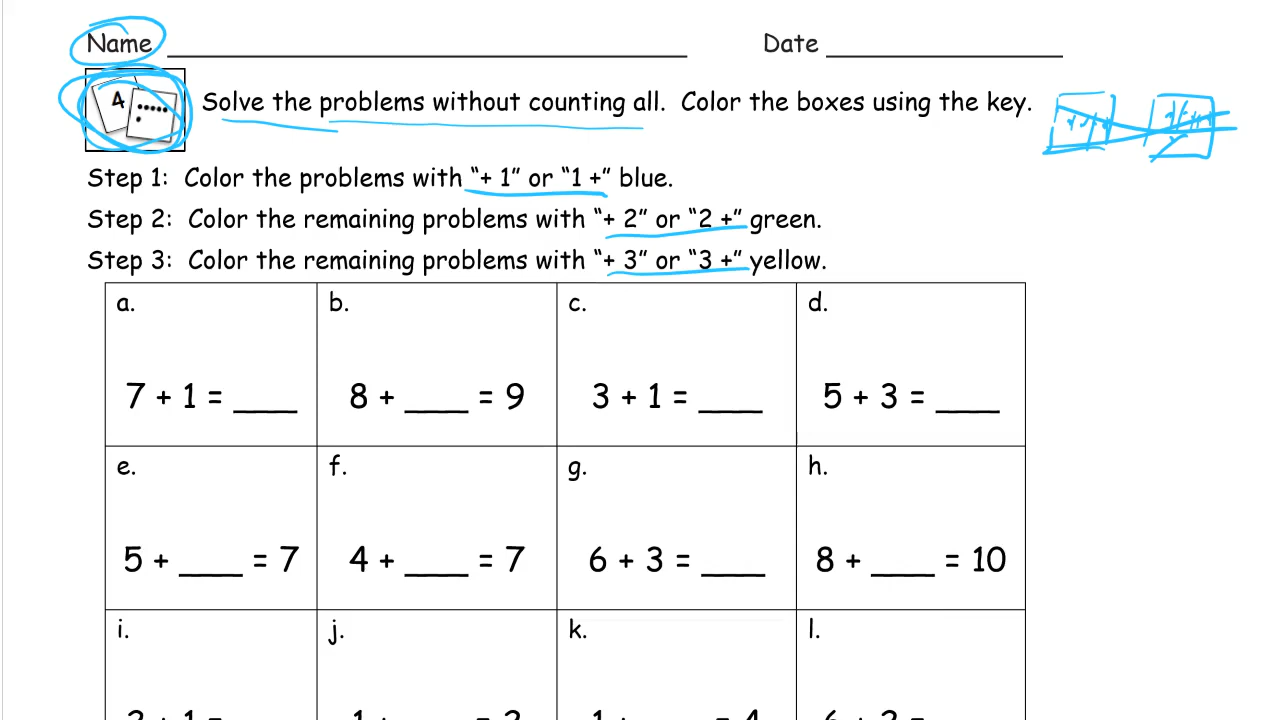 Name ____ Date ____
4
Solve the problems without counting all. Color the boxes using the key.
Step 1: Color the problems with “+ 1” or “1 +” blue.
Step 2: Color the remaining problems with “+ 2” or “2 +” green.
Step 3: Color the remaining problems with “+ 3” or “3 +” yellow.
a. b. c. d.
7 + 1 = ____ 8 + ____ = 9 3 + 1 = ____ 5 + 3 = ____
e. f. g. h.
5 + ____ = 7 4 + ____ = 7 6 + 3 = ____ 8 + ____ = 10
i. j. k. l.